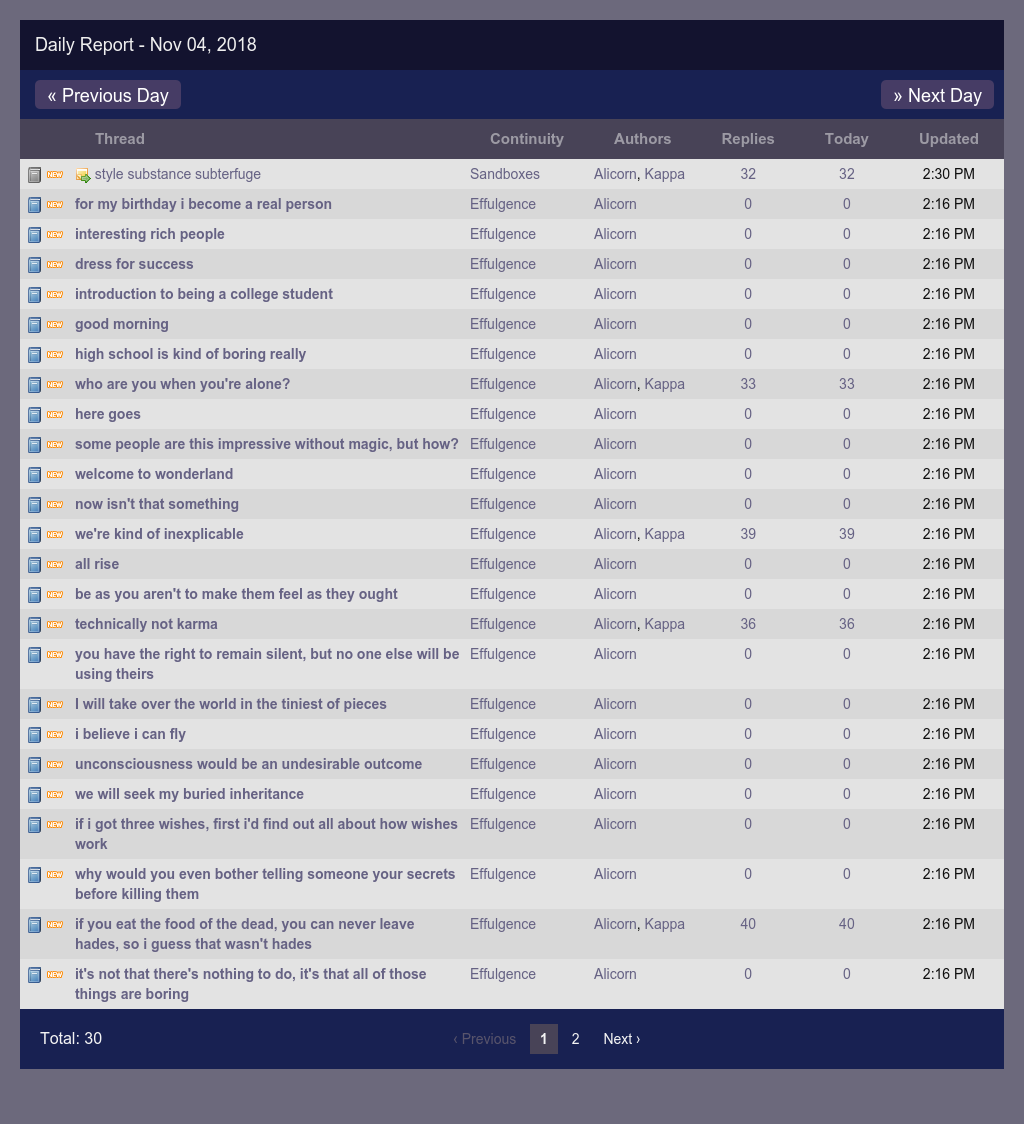 Daily Report - Nov 04, 2018
« Previous Day » Next Day
Thread Continuity Authors Replies Today Updated
NEW style substance subterfuge Sandboxes Alicorn, Kappa 32 32 2:30 PM
NEW for my birthday i become a real person Effulgence Alicorn 0 0 2:16 PM
NEW interesting rich people Effulgence Alicorn 0 0 2:16 PM
NEW dress for success Effulgence Alicorn 0 0 2:16 PM
NEW introduction to being a college student Effulgence Alicorn 0 0 2:16 PM
NEW good morning Effulgence Alicorn 0 0 2:16 PM
NEW high school is kind of boring really Effulgence Alicorn 0 0 2:16 PM
NEW who are you when you're alone? Effulgence Alicorn, Kappa 33 33 2:16 PM
NEW here goes Effulgence Alicorn 0 0 2:16 PM
NEW some people are this impressive without magic, but how? Effulgence Alicorn 0 0 2:16 PM
NEW welcome to wonderland Effulgence Alicorn 0 0 2:16 PM
NEW now isn't that something Effulgence Alicorn 0 0 2:16 PM
NEW we're kind of inexplicable Effulgence Alicorn, Kappa 39 39 2:16 PM
NEW all rise Effulgence Alicorn 0 0 2:16 PM
NEW be as you aren't to make them feel as they ought Effulgence Alicorn 0 0 2:16 PM
NEW technically not karma Effulgence Alicorn, Kappa 36 36 2:16 PM
NEW you have the right to remain silent, but no one else will be Effulgence Alicorn 0 0 2:16 PM
using theirs
NEW I will take over the world in the tiniest of pieces Effulgence Alicorn 0 0 2:16 PM
NEW i believe i can fly Effulgence Alicorn 0 0 2:16 PM
NEW unconsciousness would be an undesirable outcome Effulgence Alicorn 0 0 2:16 PM
NEW we will seek my buried inheritance Effulgence Alicorn 0 0 2:16 PM
NEW if i got three wishes, first i'd find out all about how wishes Effulgence Alicorn 0 0 2:16 PM
work
NEW why would you even bother telling someone your secrets Effulgence Alicorn 0 0 2:16 PM
before killing them
NEW if you eat the food of the dead, you can never leave Effulgence Alicorn, Kappa 40 40 2:16 PM
hades, so i guess that wasn't hades
NEW it's not that there's nothing to do, it's that all of those Effulgence Alicorn 0 0 2:16 PM
things are boring
Total: 30 ‹ Previous 1 2 Next ›